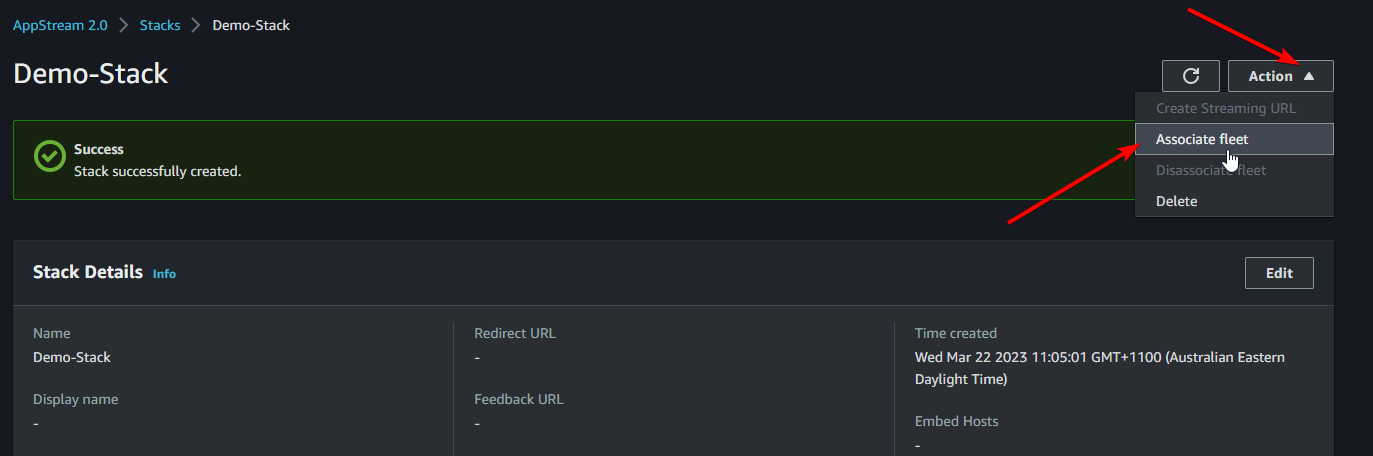 AppStream 2.0 > Stacks > Demo-Stack
Demo-Stack
Action
Create Streaming URL
Associate fleet
Disassociate fleet
Delete
Success
Stack successfully created.
Stack Details Info
Edit
Name
Demo-Stack
Display name
-
Redirect URL
-
Feedback URL
-
Time created
Wed Mar 22 2023 11:05:01 GMT+1100 (Australian Eastern
Daylight Time)
Embed Hosts
-